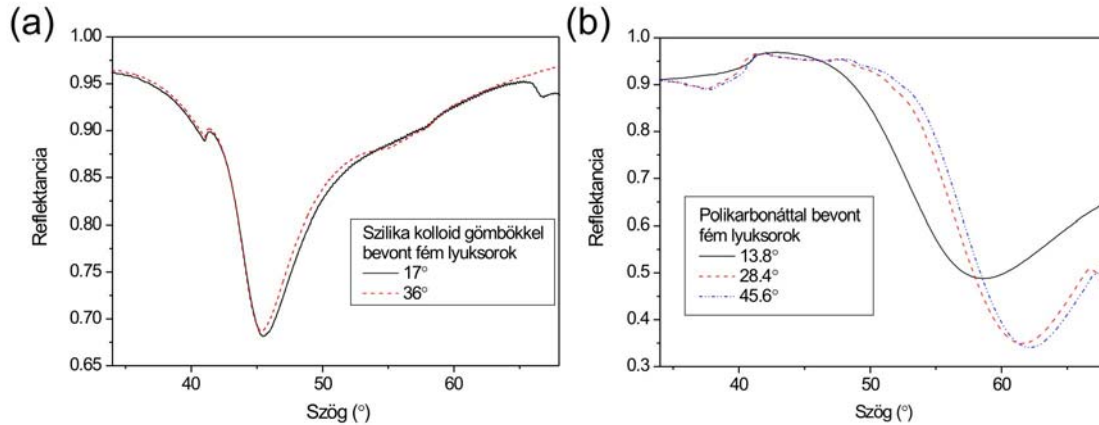 (a)
1.00
0.95
0.90
0.85
0.80
0.75
0.70
0.65
Reflektancia
40
50
60
Szög (°)
Szilika kolloid gömbökkel
bevont fém lyuksorok
17°
36°
(b)
1.0
0.9
0.8
0.7
0.6
0.5
0.4
0.3
Reflektancia
40
50
60
Szög (°)
Polikarbonáttal bevont
fém lyuksorok
13.8°
28.4°
45.6°